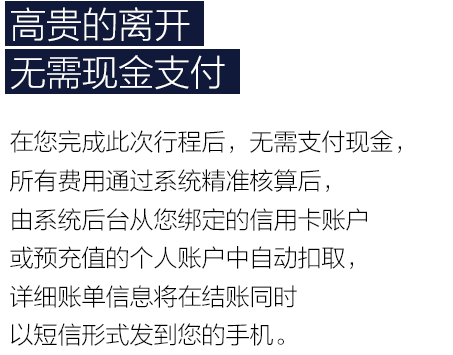 高贵的离开
无需现金支付
在您完成此次行程后，无需支付现金，
所有费用通过系统精准核算后，
由系统后台从您绑定的信用卡账户
或预充值的个人账户中自动扣取，
详细账单信息将在结账同时
以短信形式发到您的手机。